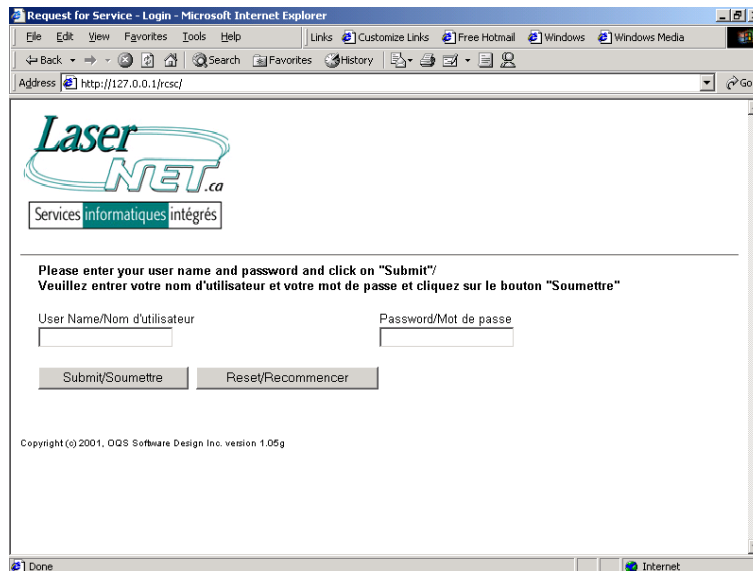 Request for Service - Login - Microsoft Internet Explorer
File Edit View Favorites Tools Help Links Customize Links Free Hotmail Windows Windows Media
Back Search Favorites History
Address http://127.0.0.1/rcsc/ Go
Laser
NET.ca
Services informatiques intégrés
Please enter your user name and password and click on "Submit"/
Veuillez entrer votre nom d'utilisateur et votre mot de passe et cliquez sur le bouton "Soumettre"
User Name/Nom d'utilisateur Password/Mot de passe
Submit/Soumettre Reset/Recommencer
Copyright (c) 2001, OQS Software Design Inc. version 1.05g
Done Internet